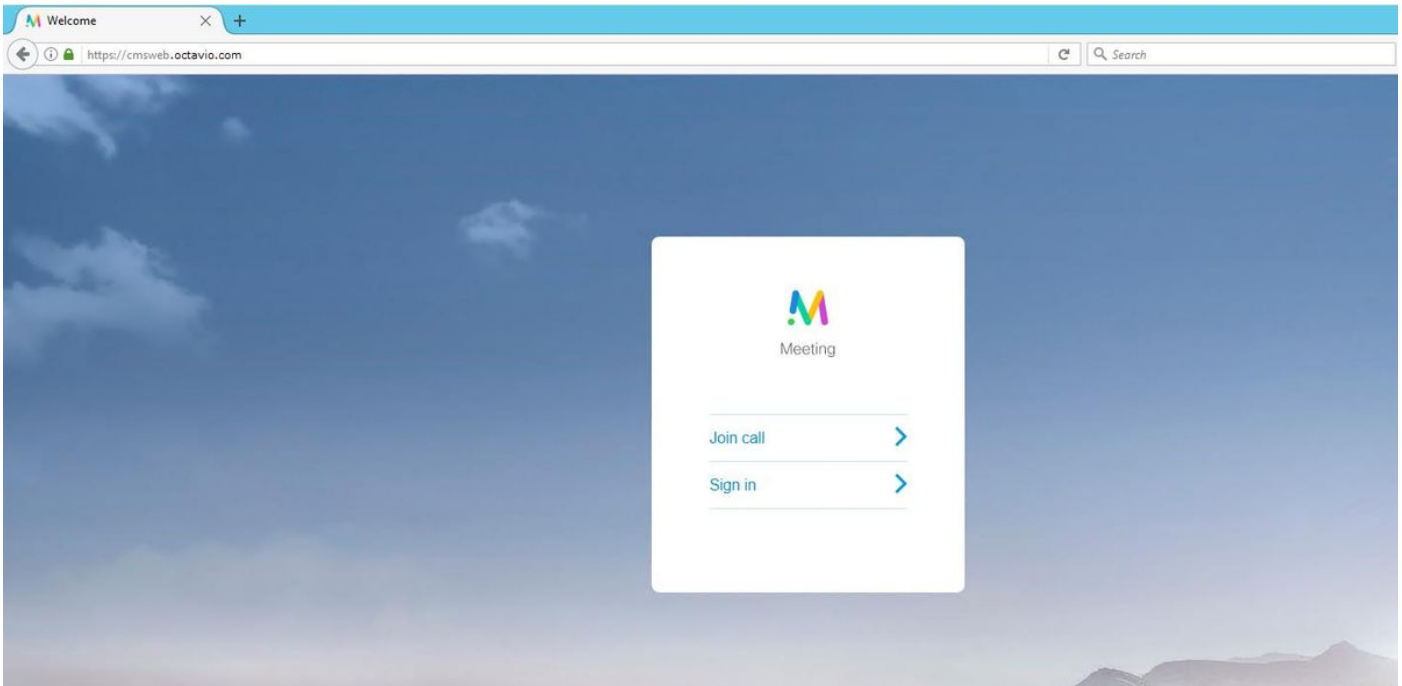 Welcome
https://cmsweb.octavio.com
Search
Meeting
Join call
Sign in